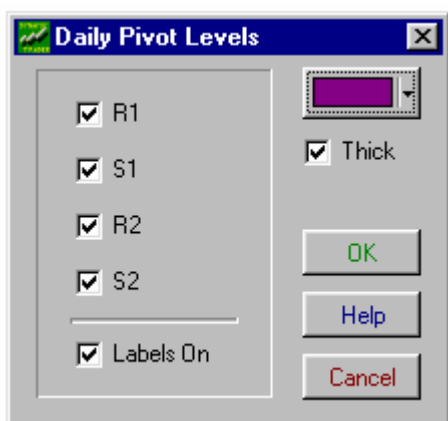 Daily Pivot Levels
R1
S1
R2
S2
Labels On
Thick
OK
Help
Cancel